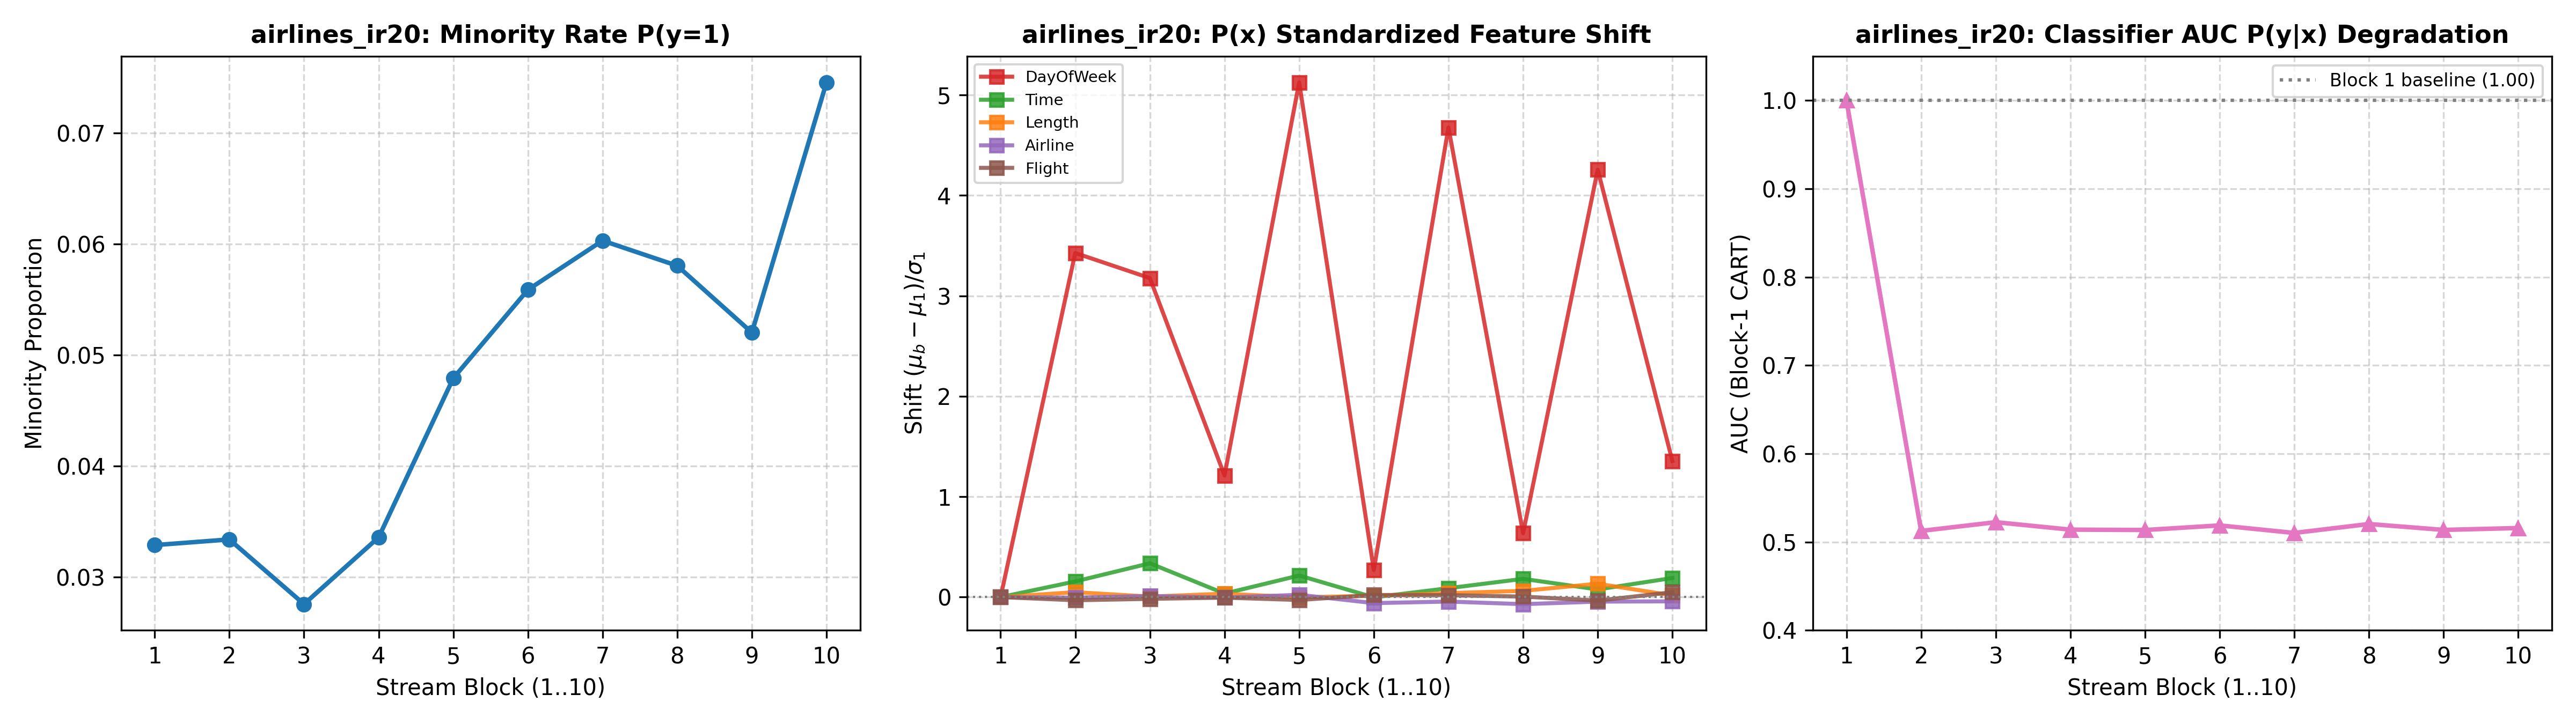 airlines_ir20: Minority Rate P(y=1)
Minority Proportion
0.07
0.06
0.05
0.04
0.03
1 2 3 4 5 6 7 8 9 10
Stream Block (1..10)
airlines_ir20: P(x) Standardized Feature Shift
DayOfWeek
Time
Length
Airline
Flight
Shift (μb − μ1)/σ1
5
4
3
2
1
0
1 2 3 4 5 6 7 8 9 10
Stream Block (1..10)
airlines_ir20: Classifier AUC P(y|x) Degradation
Block 1 baseline (1.00)
AUC (Block-1 CART)
1.0
0.9
0.8
0.7
0.6
0.5
0.4
1 2 3 4 5 6 7 8 9 10
Stream Block (1..10)